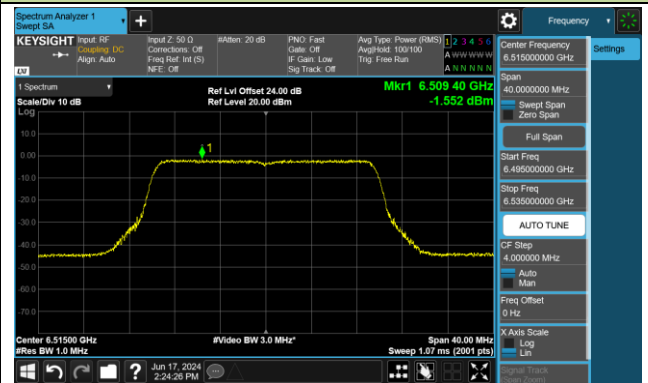 Spectrum Analyzer 1
Swept SA
+
Frequency
KEYSIGHT
Input: RF
Coupling: DC
Align: Auto
Input Z: 50 Ω
Corrections: Off
Freq Ref: Int (S)
NFE: Off
#Atten: 20 dB
PNO: Fast
Gate: Off
IF Gain: Low
Sig Track: Off
Avg Type: Power (RMS)
Avg|Hold: 100/100
Trig: Free Run
1 2 3 4 5 6
A W W W W W
A N N N N N
LXI
1 Spectrum
Scale/Div 10 dB
Log
Ref Lvl Offset 24.00 dB
Ref Level 20.00 dBm
Mkr1 6.509 40 GHz
-1.552 dBm
10.0
0.00
-10.0
-20.0
-30.0
-40.0
-50.0
-60.0
-70.0
1
Center 6.51500 GHz
#Res BW 1.0 MHz
#Video BW 3.0 MHz*
Span 40.00 MHz
Sweep 1.07 ms (2001 pts)
?
Jun 17, 2024
2:24:26 PM
Center Frequency
6.515000000 GHz
Settings
Span
40.0000000 MHz
Swept Span
Zero Span
Full Span
Start Freq
6.495000000 GHz
Stop Freq
6.535000000 GHz
AUTO TUNE
CF Step
4.000000 MHz
Auto
Man
Freq Offset
0 Hz
X Axis Scale
Log
Lin
Signal Track
(Span Zoom)